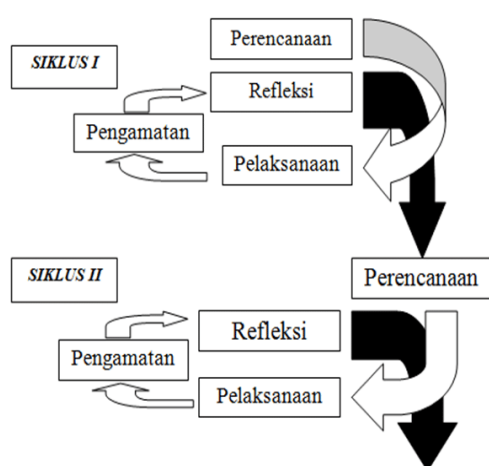 Perencanaan
SIKLUS I
Refleksi
Pengamatan
Pelaksanaan
SIKLUS II
Perencanaan
Refleksi
Pengamatan
Pelaksanaan